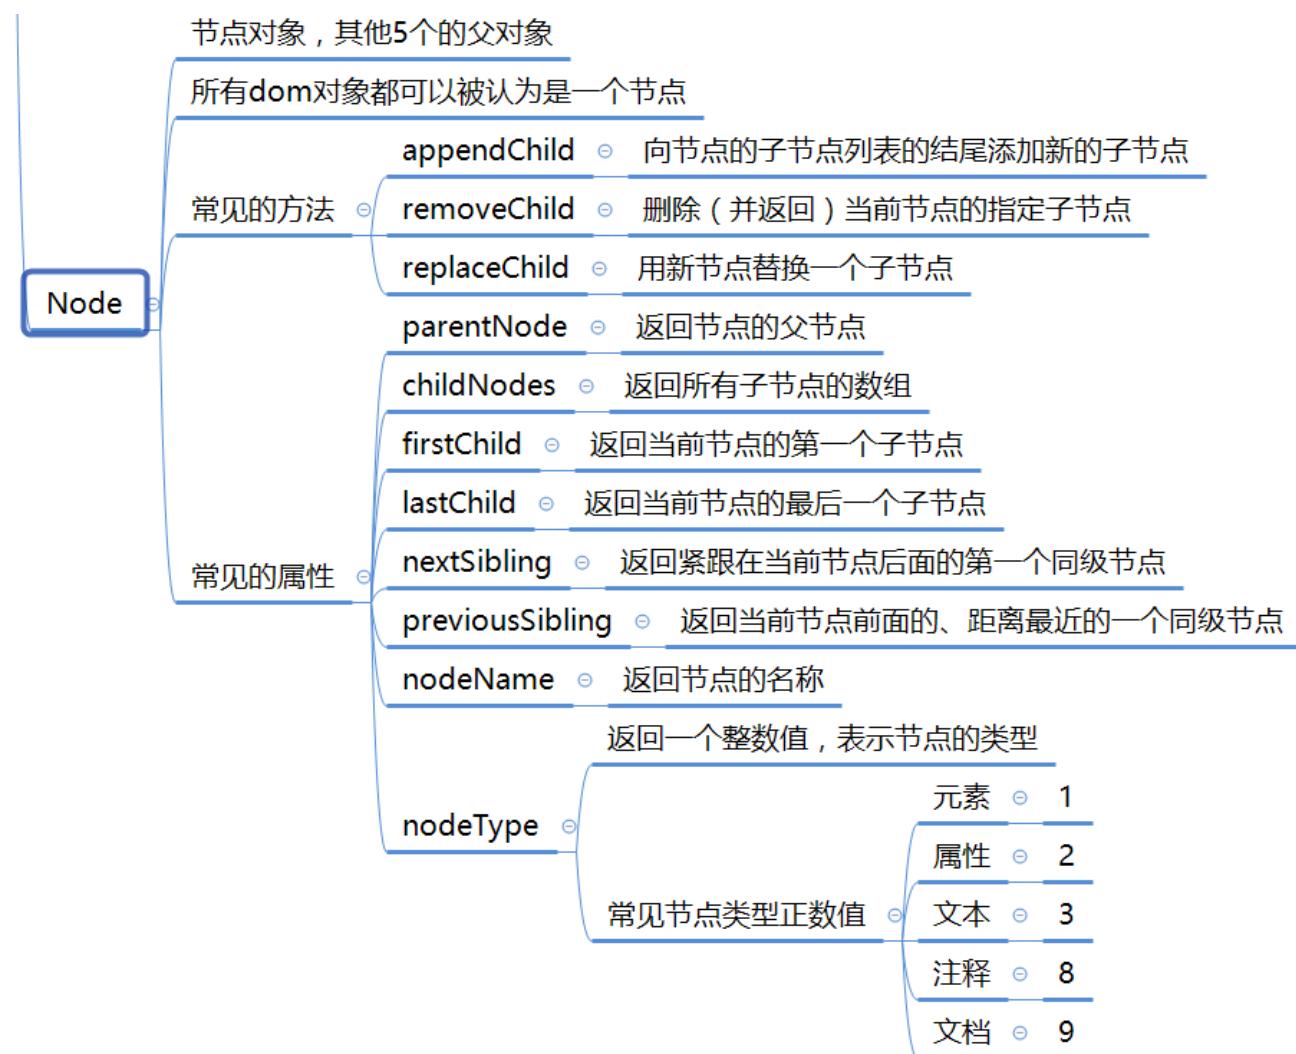 节点对象，其他5个的父对象
所有dom对象都可以被认为是一个节点
Node
常见的方法
appendChild 向节点的子节点列表的结尾添加新的子节点
removeChild 删除（并返回）当前节点的指定子节点
replaceChild 用新节点替换一个子节点
常见的属性
parentNode 返回节点的父节点
childNodes 返回所有子节点的数组
firstChild 返回当前节点的第一个子节点
lastChild 返回当前节点的最后一个子节点
nextSibling 返回紧跟在当前节点后面的第一个同级节点
previousSibling 返回当前节点前面的、距离最近的一个同级节点
nodeName 返回节点的名称
nodeType
返回一个整数值，表示节点的类型
常见节点类型正数值
元素 1
属性 2
文本 3
注释 8
文档 9